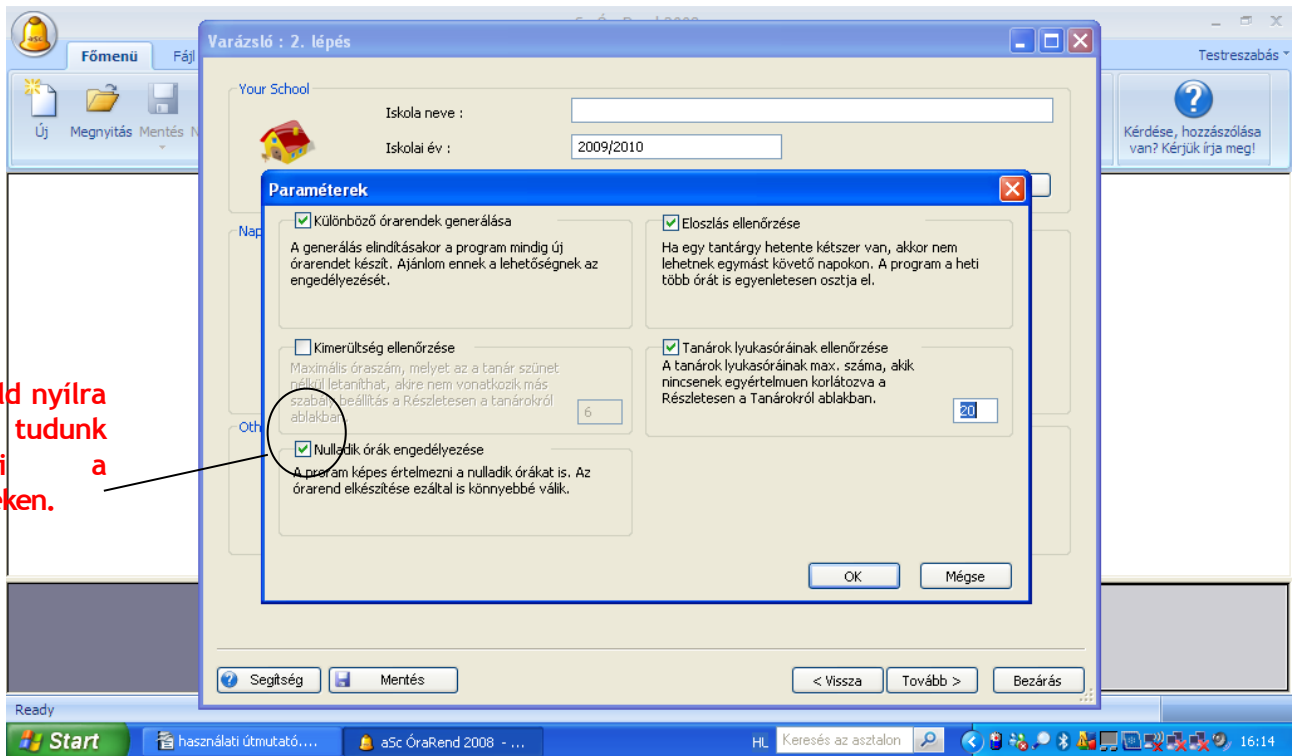 Varázsló : 2. lépés
Főmenü
Fájl
Testreszabás
Új
Megnyitás
Mentés
N
Kérdése, hozzászólása
van? Kérjük írja meg!
Your School
Iskola neve :
Iskolai év :
2009/2010
Nap
Oth
Paraméterek
Különböző órarendek generálása
A generálás elindításakor a program mindig új
órarendet készít. Ajánlom ennek a lehetőségnek az
engedélyezését.
Eloszlás ellenőrzése
Ha egy tantárgy hetente kétszer van, akkor nem
lehetnek egymást követő napokon. A program a heti
több órát is egyenletesen osztja el.
Kimerültség ellenőrzése
Maximális óraszám, melyet az a tanár szünet
nélkül letaníthat, akire nem vonatkozik más
szabály beállítás a Részletesen a tanárokról
ablakban.
6
Tanárok lyukasóráinak ellenőrzése
A tanárok lyukasóráinak max. száma, akik
nincsenek egyértelmuen korlátozva a
Részletesen a Tanárokról ablakban.
20
Nulladik órák engedélyezése
A proram képes értelmezni a nulladik órákat is. Az
órarend elkészítése ezáltal is könnyebbé válik.
OK
Mégse
ld nyílra
tudunk
i a
eken.
Segítség
Mentés
< Vissza
Tovább >
Bezárás
Ready
Start
használati útmutató....
aSc ÓraRend 2008 - ...
HL
Keresés az asztalon
16:14